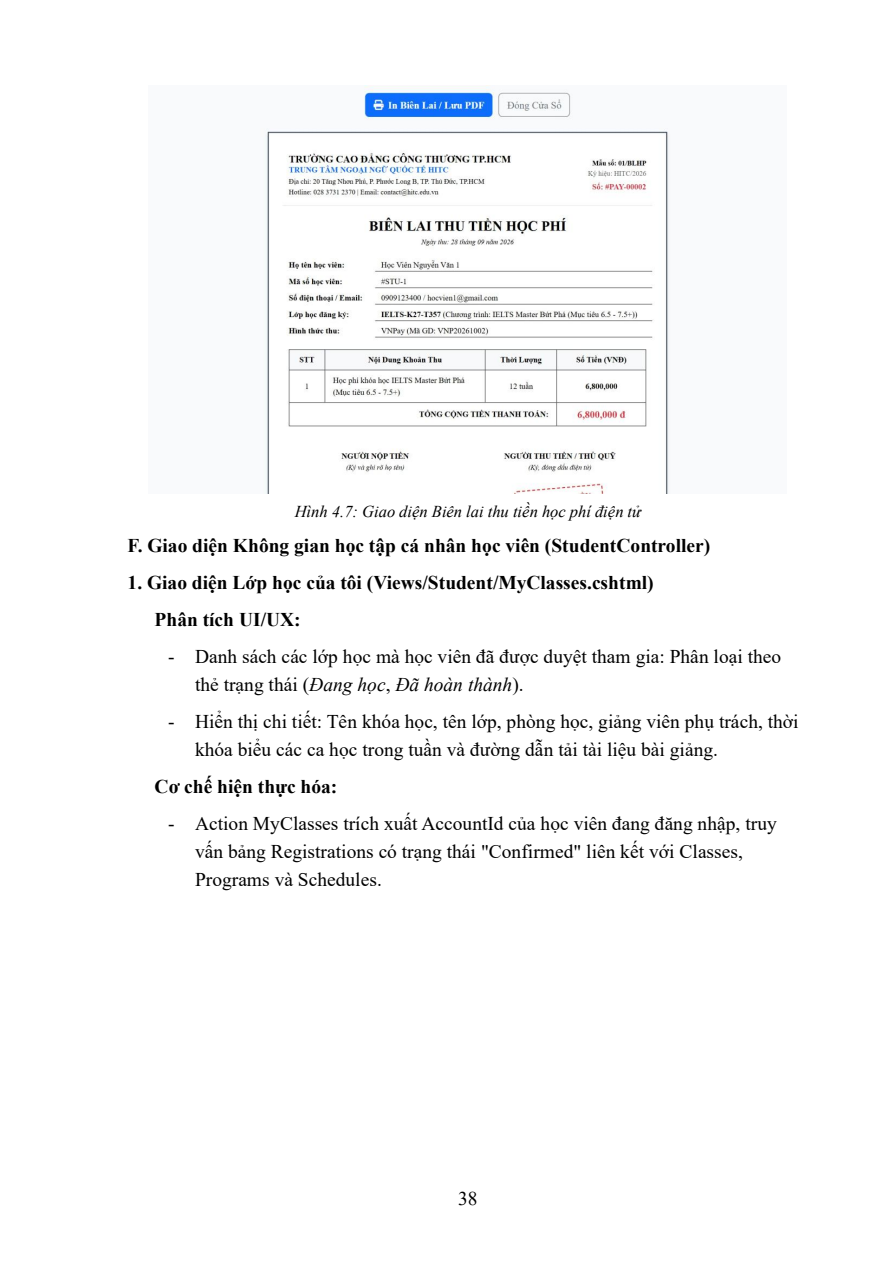 In Biên Lai / Lưu PDF
Đóng Cửa Sổ
TRƯỜNG CAO ĐẲNG CÔNG THƯƠNG TP.HCM
TRUNG TÂM NGOẠI NGỮ QUỐC TẾ HITC
Địa chỉ: 20 Tăng Nhơn Phú, P. Phước Long B, TP. Thủ Đức, TP.HCM
Hotline: 028 3731 2370 | Email: contact@hitc.edu.vn
Mẫu số: 01/BLHP
Ký hiệu: HITC/2026
Số: #PAY-00002
BIÊN LAI THU TIỀN HỌC PHÍ
Ngày thu: 28 tháng 09 năm 2026
Họ tên học viên: Học Viên Nguyễn Văn 1
Mã số học viên: #STU-1
Số điện thoại / Email: 0909123400 / hocvien1@gmail.com
Lớp học đăng ký: IELTS-K27-T357 (Chương trình: IELTS Master Bứt Phá (Mục tiêu 6.5 - 7.5+))
Hình thức thu: VNPay (Mã GD: VNP20261002)
STT Nội Dung Khoản Thu Thời Lượng Số Tiền (VNĐ)
1 Học phí khóa học IELTS Master Bứt Phá 12 tuần 6,800,000
(Mục tiêu 6.5 - 7.5+)
TỔNG CỘNG TIỀN THANH TOÁN: 6,800,000 đ
NGƯỜI NỘP TIỀN NGƯỜI THU TIỀN / THỦ QUỸ
(Ký và ghi rõ họ tên) (Ký, đóng dấu điện tử)
Hình 4.7: Giao diện Biên lai thu tiền học phí điện tử
F. Giao diện Không gian học tập cá nhân học viên (StudentController)
1. Giao diện Lớp học của tôi (Views/Student/MyClasses.cshtml)
Phân tích UI/UX:
- Danh sách các lớp học mà học viên đã được duyệt tham gia: Phân loại theo
thẻ trạng thái (Đang học, Đã hoàn thành).
- Hiển thị chi tiết: Tên khóa học, tên lớp, phòng học, giảng viên phụ trách, thời
khóa biểu các ca học trong tuần và đường dẫn tải tài liệu bài giảng.
Cơ chế hiện thực hóa:
- Action MyClasses trích xuất AccountId của học viên đang đăng nhập, truy
vấn bảng Registrations có trạng thái "Confirmed" liên kết với Classes,
Programs và Schedules.
38